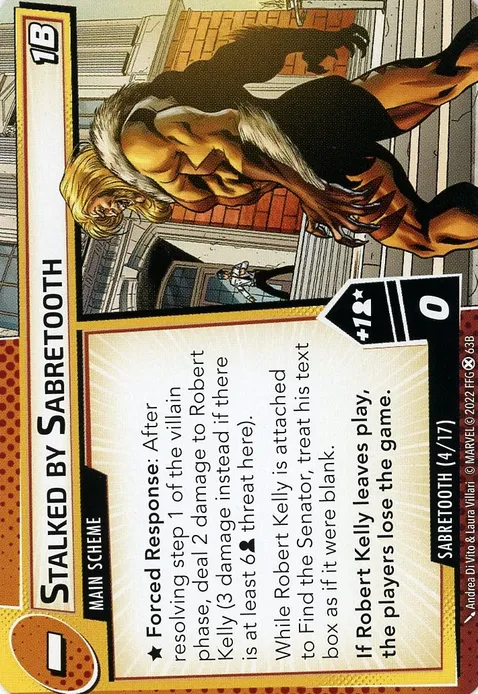 STALKED BY SABRETOOTH
1B
MAIN SCHEME
★ Forced Response: After
resolving step 1 of the villain
phase, deal 2 damage to Robert
Kelly (3 damage instead if there
is at least 6 threat here).
While Robert Kelly is attached
to Find the Senator, treat his text
box as if it were blank.
If Robert Kelly leaves play,
the players lose the game.
+1★
0
–
SABRETOOTH (4/17)
Andrea Di Vito & Laura Villari © MARVEL © 2022 FFG 63B